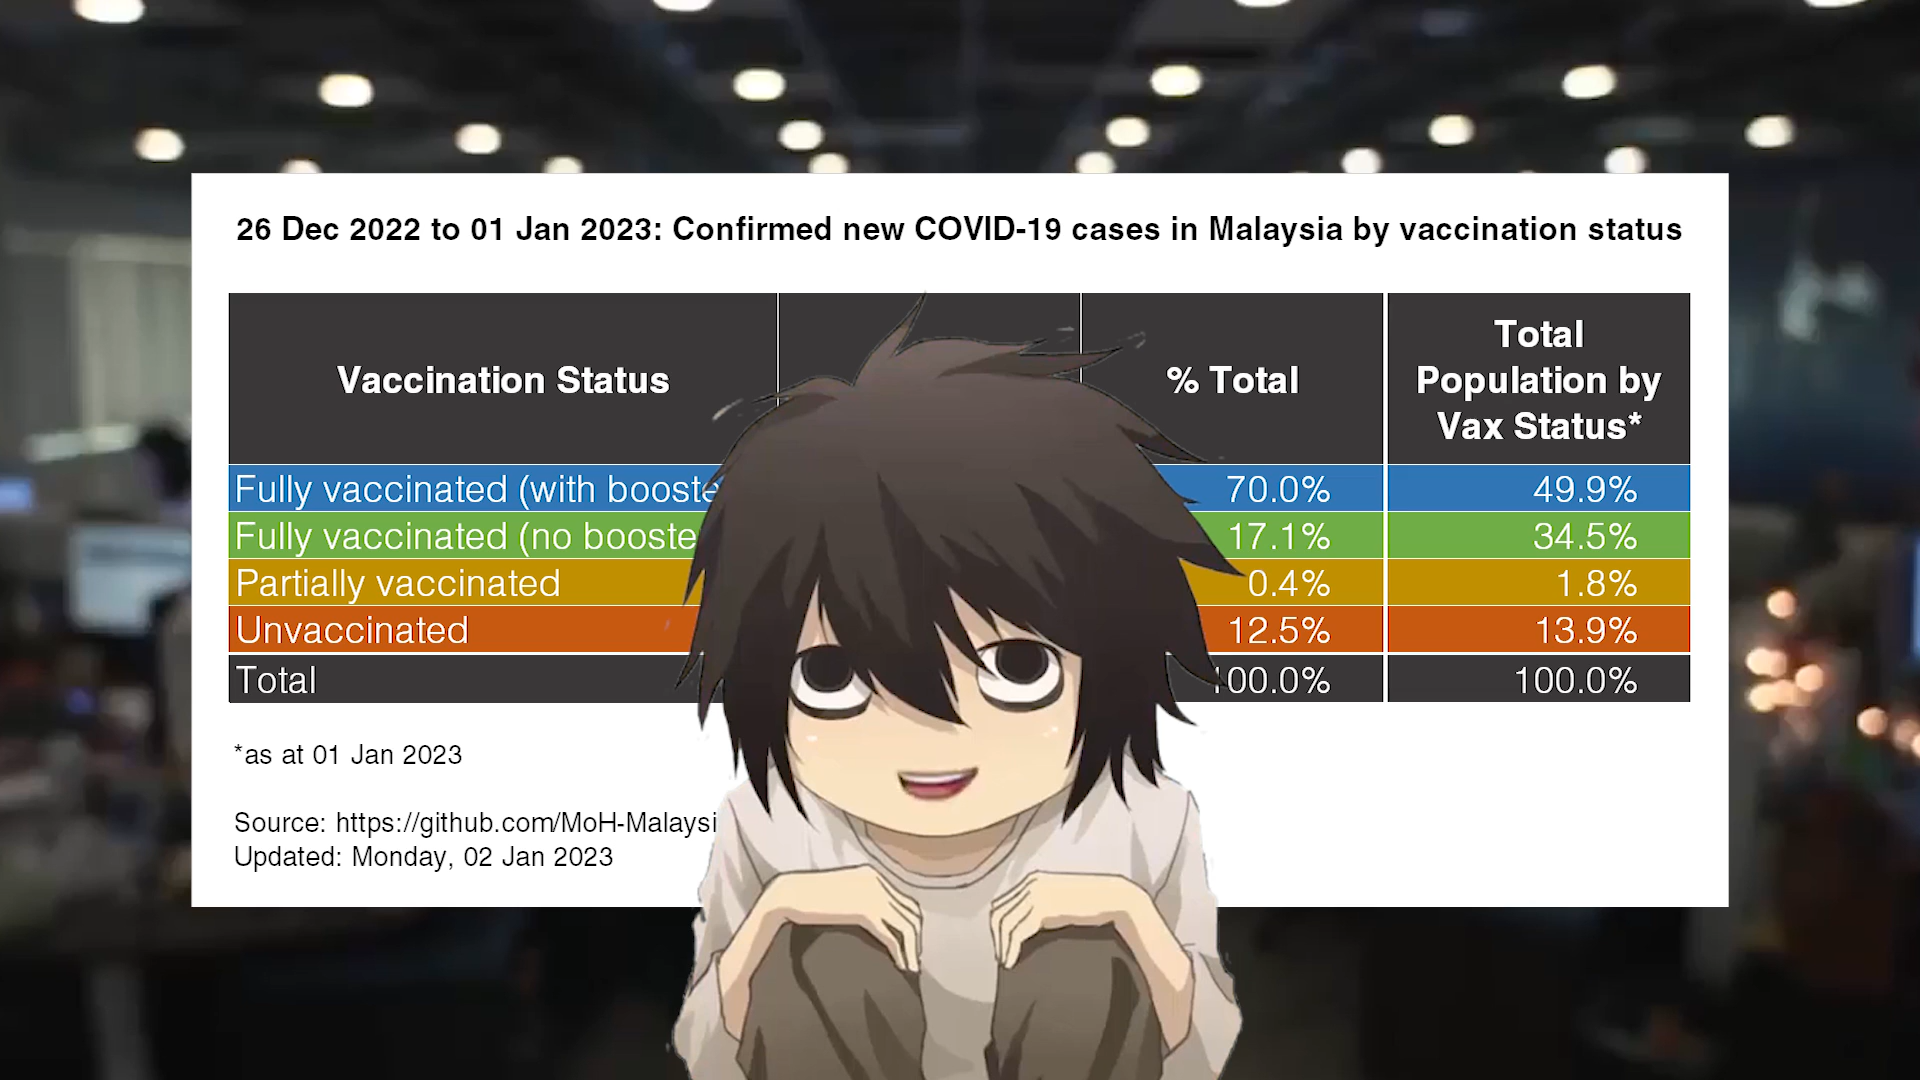 26 Dec 2022 to 01 Jan 2023: Confirmed new COVID-19 cases in Malaysia by vaccination status
Vaccination Status % Total Total Population by Vax Status*
Fully vaccinated (with booste 70.0% 49.9%
Fully vaccinated (no booste 17.1% 34.5%
Partially vaccinated 0.4% 1.8%
Unvaccinated 12.5% 13.9%
Total 100.0% 100.0%
*as at 01 Jan 2023
Source: https://github.com/MoH-Malaysi
Updated: Monday, 02 Jan 2023